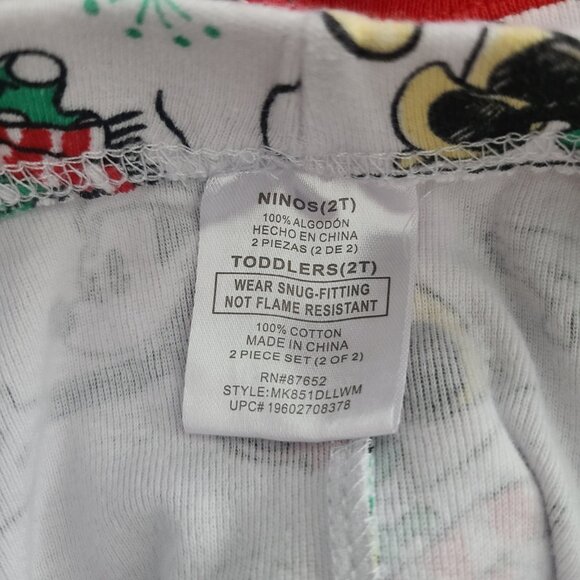 NINOS(2T)
100% ALGODÓN
HECHO EN CHINA
2 PIEZAS (2 DE 2)
TODDLERS(2T)
WEAR SNUG-FITTING
NOT FLAME RESISTANT
100% COTTON
MADE IN CHINA
2 PIECE SET (2 OF 2)
RN#87652
STYLE:MK851DLLWM
UPC# 19602708378